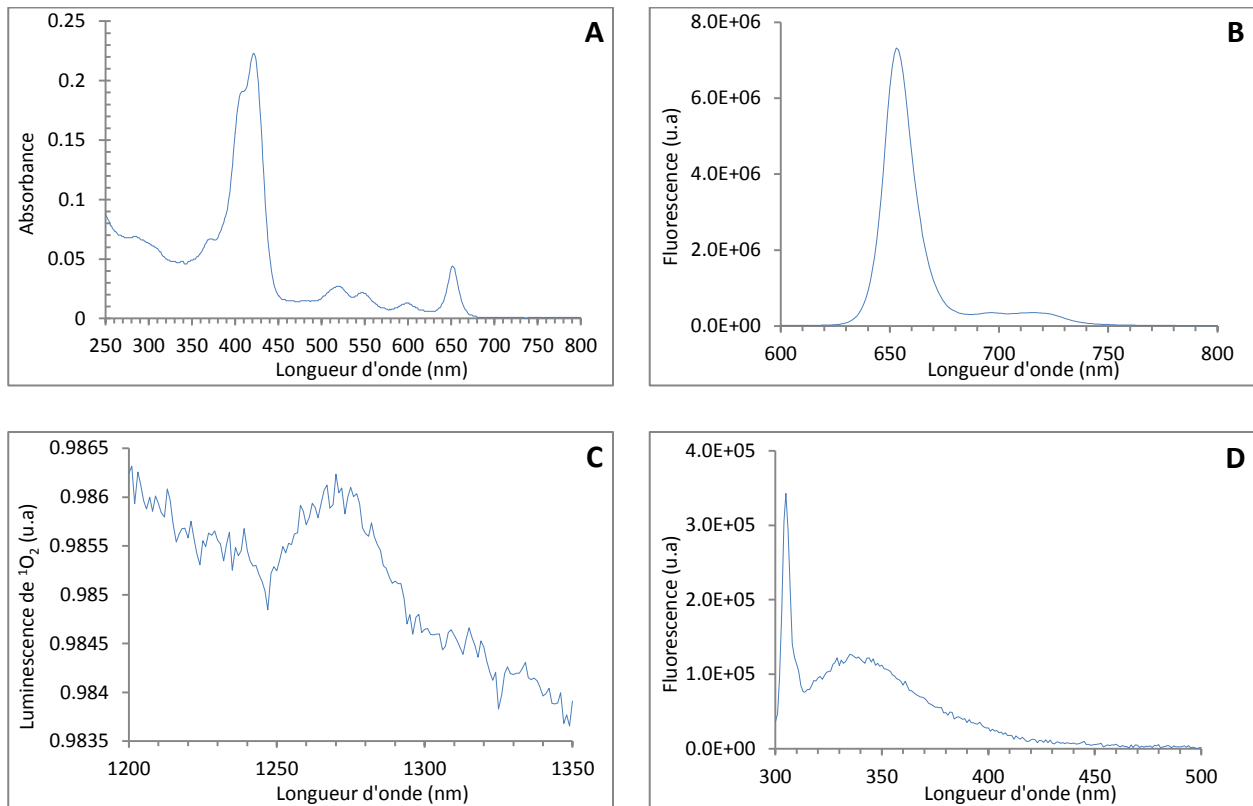 A
Absorbance
0.25
0.2
0.15
0.1
0.05
0
250 300 350 400 450 500 550 600 650 700 750 800
Longueur d'onde (nm)
B
Fluorescence (u.a)
8.0E+06
6.0E+06
4.0E+06
2.0E+06
0.0E+00
600 650 700 750 800
Longueur d'onde (nm)
C
Luminescence de ¹O₂ (u.a)
0.9865
0.986
0.9855
0.985
0.9845
0.984
0.9835
1200 1250 1300 1350
Longueur d'onde (nm)
D
Fluorescence (u.a)
4.0E+05
3.0E+05
2.0E+05
1.0E+05
0.0E+00
300 350 400 450 500
Longueur d'onde (nm)